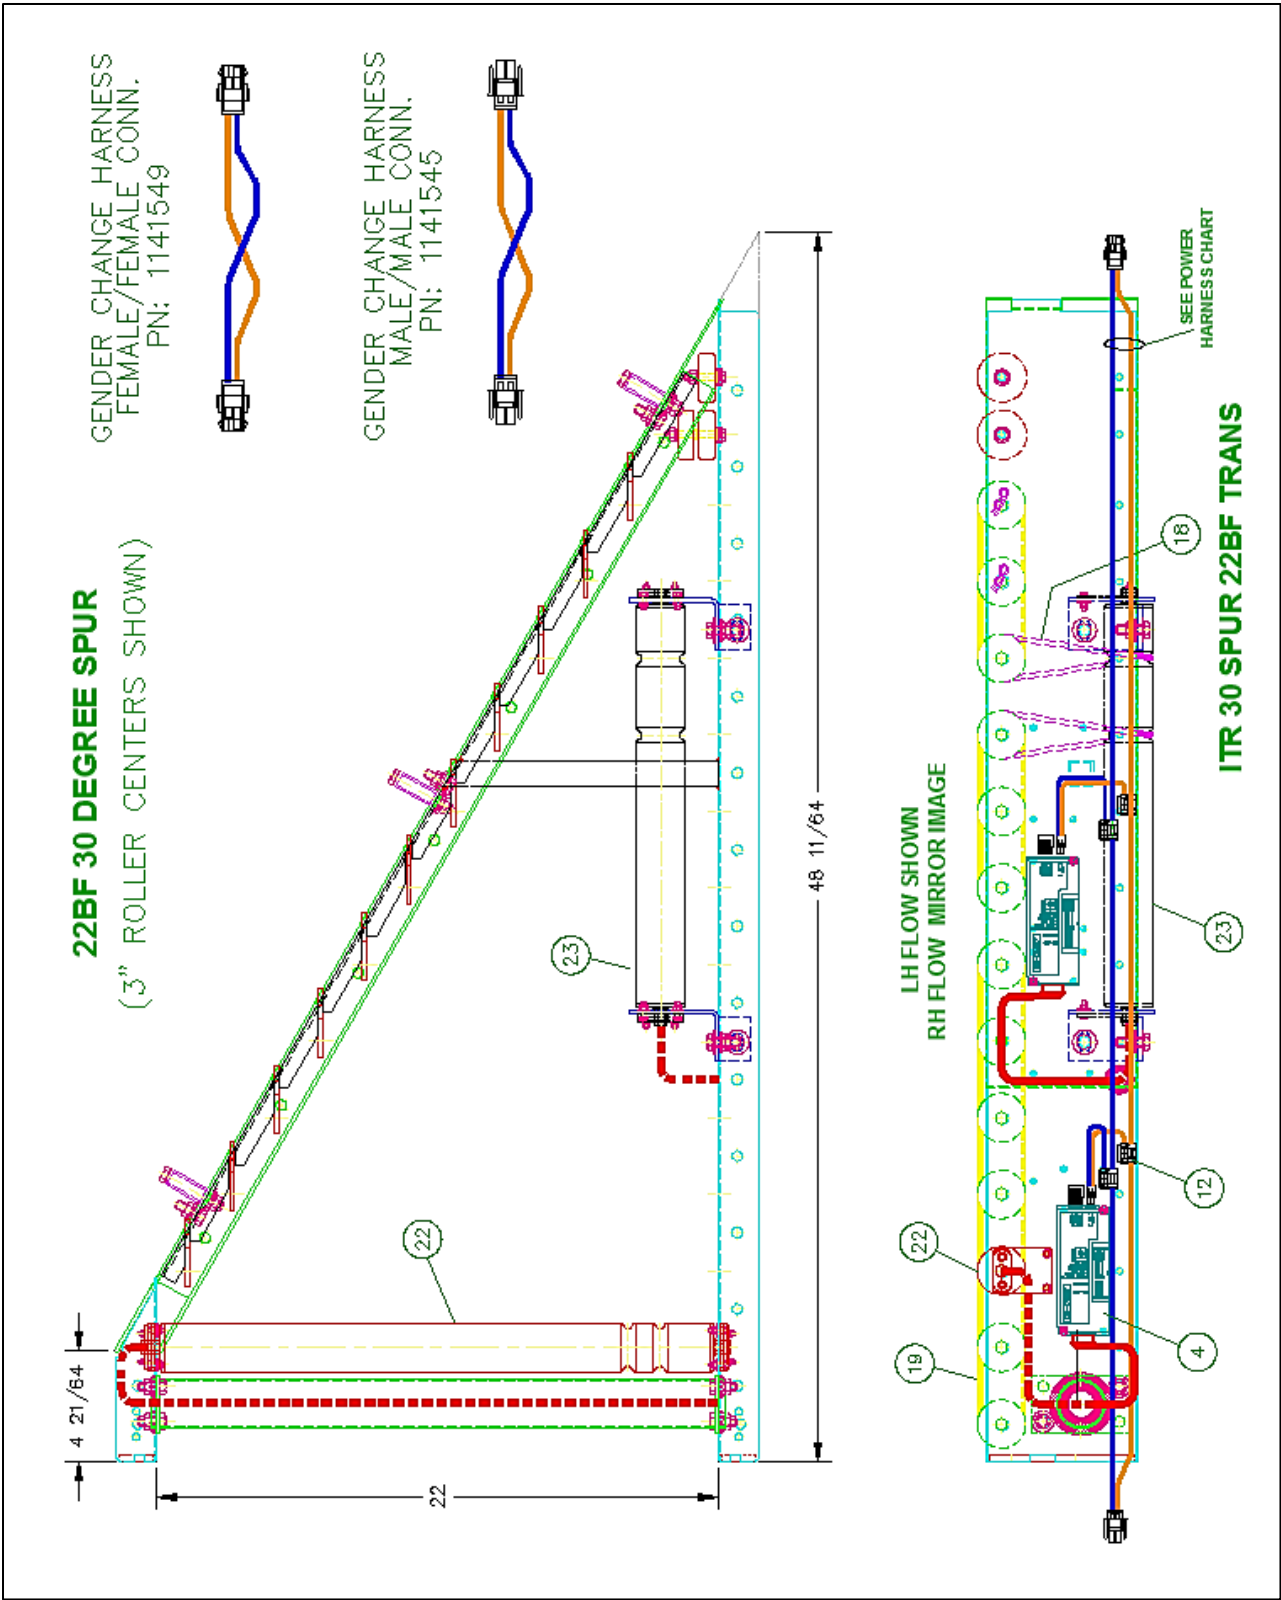 GENDER CHANGE HARNESS
FEMALE/FEMALE CONN.
PN: 1141549
GENDER CHANGE HARNESS
MALE/MALE CONN.
PN: 1141545
22BF 30 DEGREE SPUR
(3" ROLLER CENTERS SHOWN)
4 21/64
22
22
23
48 11/64
LH FLOW SHOWN
RH FLOW MIRROR IMAGE
SEE POWER
HARNESS CHART
18
19
22
4
12
23
ITR 30 SPUR 22BF TRANS